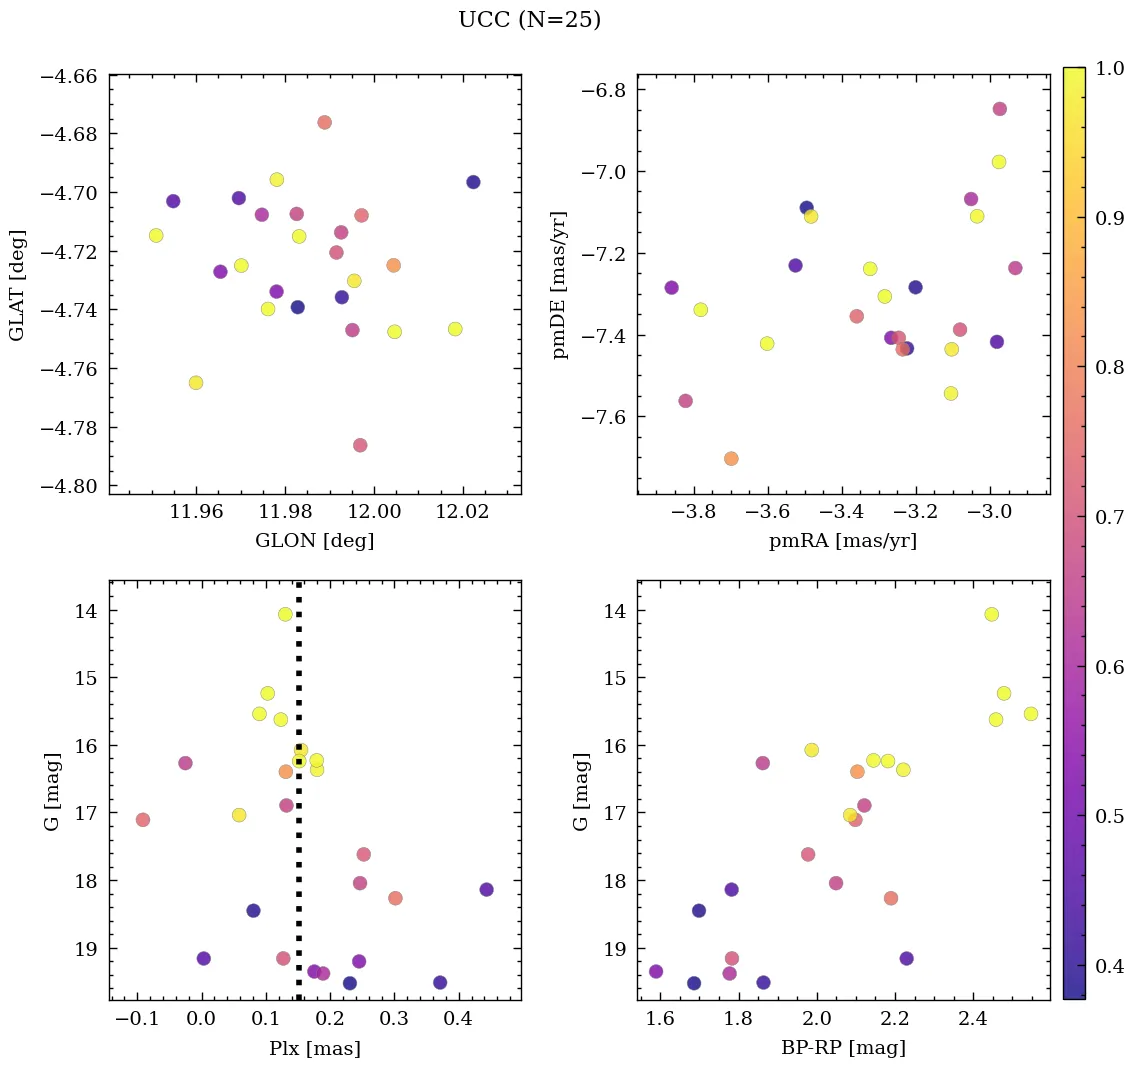 UCC (N=25)
−4.66
−4.68
−4.70
−4.72
−4.74
−4.76
−4.78
−4.80
GLAT [deg]
11.96 11.98 12.00 12.02
GLON [deg]
−6.8
−7.0
−7.2
−7.4
−7.6
pmDE [mas/yr]
−3.8 −3.6 −3.4 −3.2 −3.0
pmRA [mas/yr]
1.0
0.9
0.8
0.7
0.6
0.5
0.4
14
15
16
17
18
19
G [mag]
−0.1 0.0 0.1 0.2 0.3 0.4
Plx [mas]
14
15
16
17
18
19
G [mag]
1.6 1.8 2.0 2.2 2.4
BP-RP [mag]